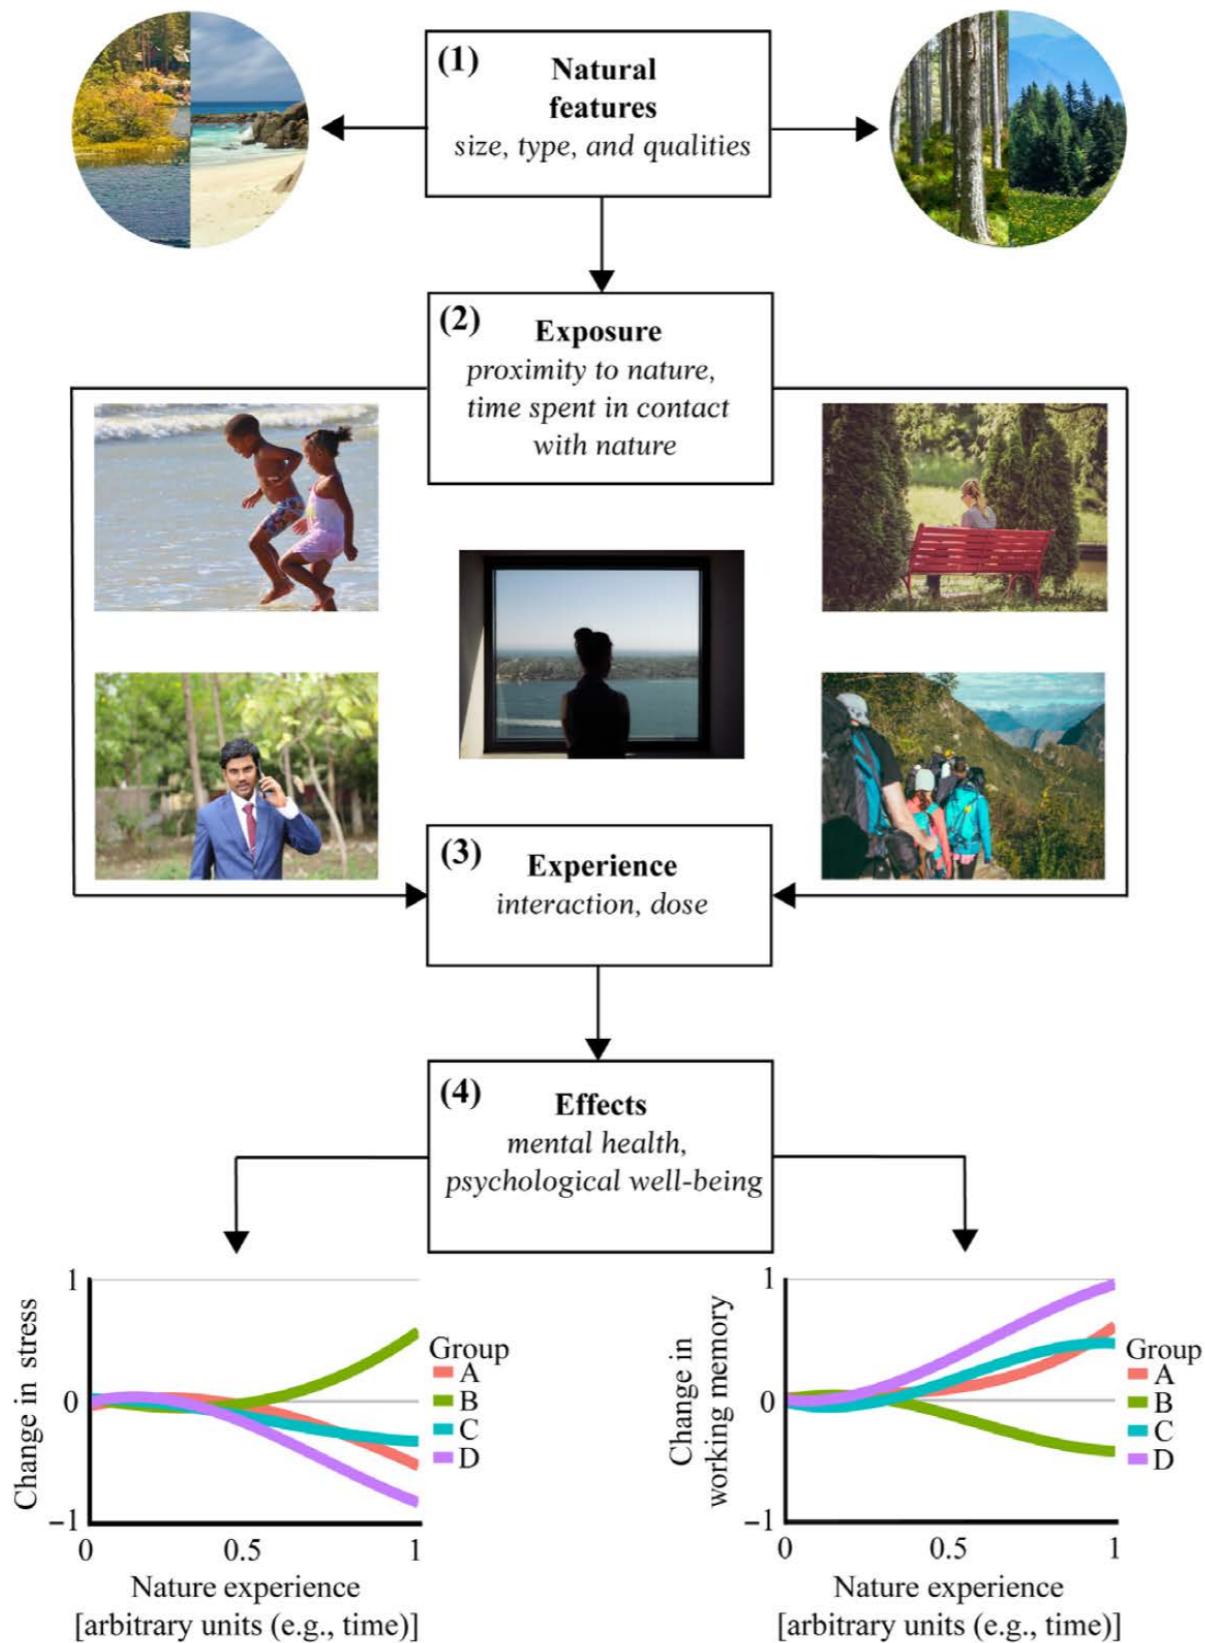 (1)
Natural
features
size, type, and qualities
(2)
Exposure
proximity to nature,
time spent in contact
with nature
(3)
Experience
interaction, dose
(4)
Effects
mental health,
psychological well-being
Change in stress
1
0
−1
0
0.5
1
Nature experience
[arbitrary units (e.g., time)]
Group
A
B
C
D
Change in
working memory
1
0
−1
0
0.5
1
Nature experience
[arbitrary units (e.g., time)]
Group
A
B
C
D